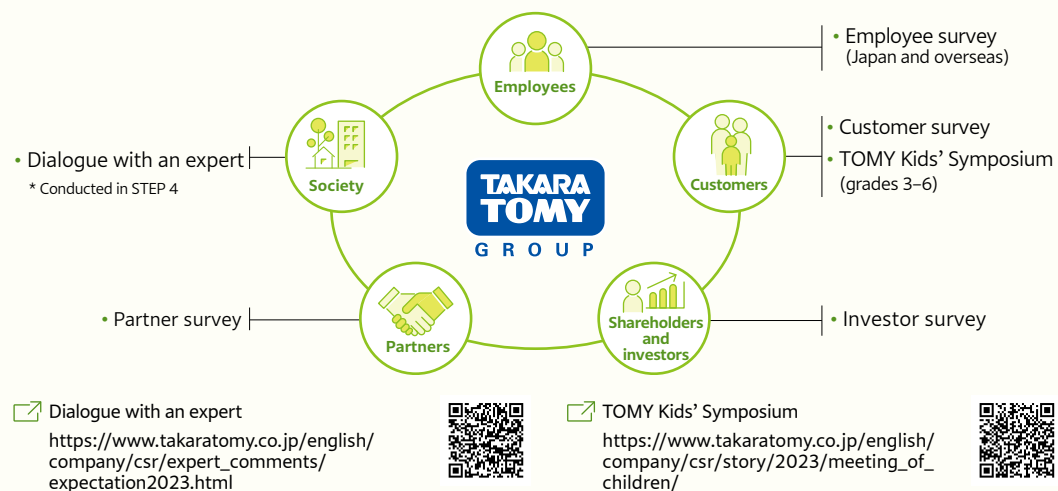 Employees
• Employee survey
(Japan and overseas)
Society
• Dialogue with an expert
* Conducted in STEP 4
Customers
• Customer survey
• TOMY Kids’ Symposium
(grades 3–6)
TAKARA
TOMY
GROUP
Partners
• Partner survey
Shareholders
and
investors
• Investor survey
Dialogue with an expert
https://www.takaratomy.co.jp/english/
company/csr/expert_comments/
expectation2023.html
TOMY Kids’ Symposium
https://www.takaratomy.co.jp/english/
company/csr/story/2023/meeting_of_
children/